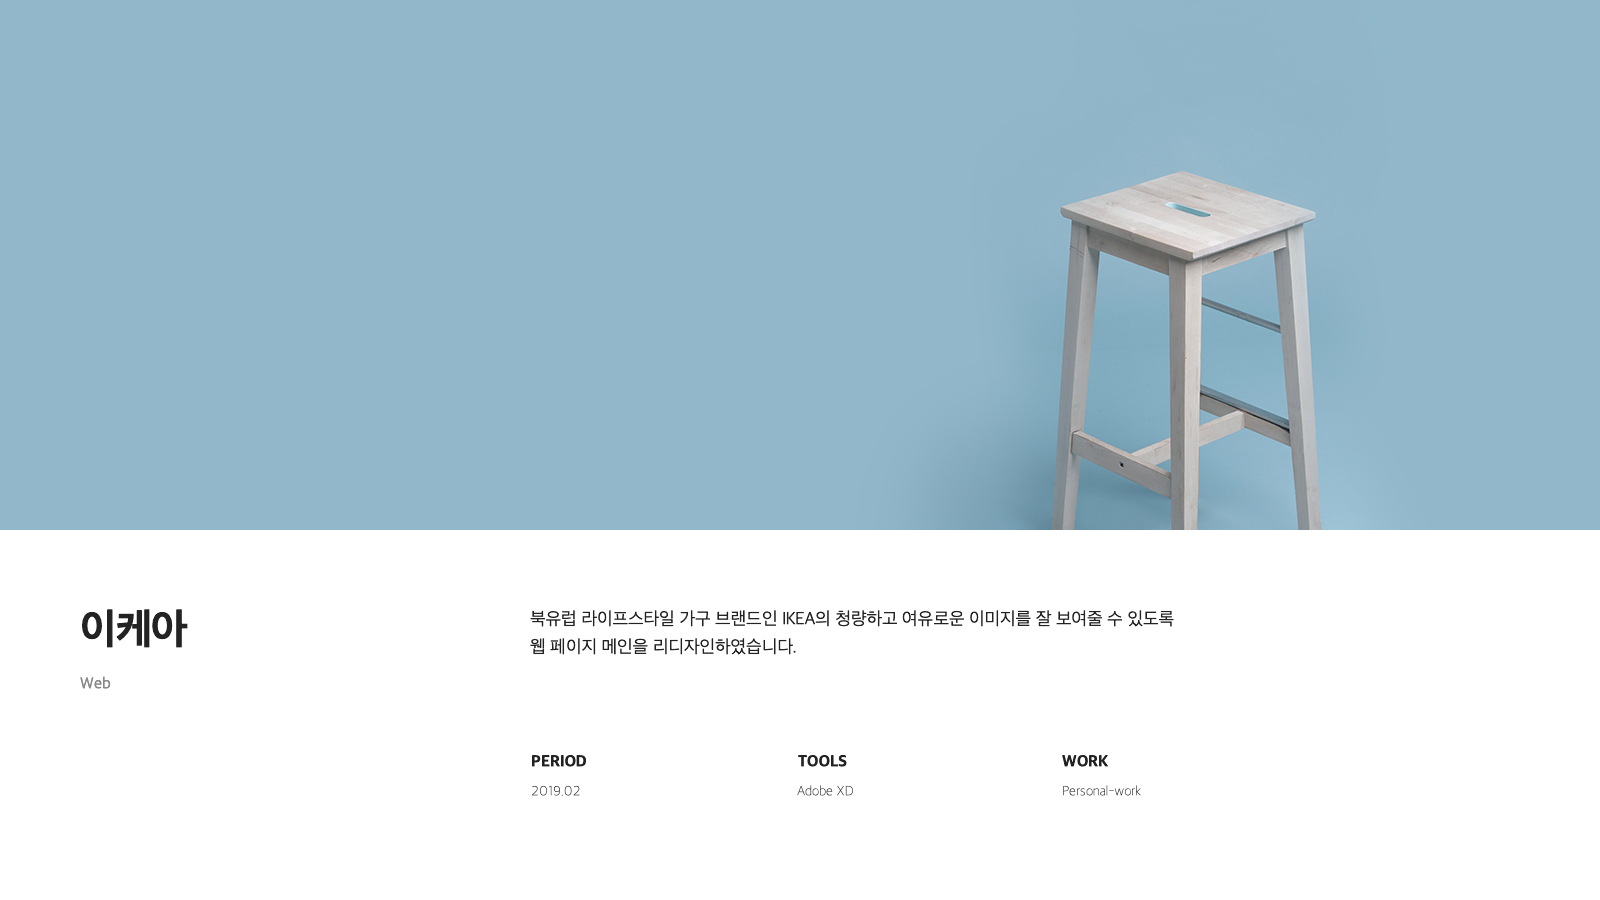 이케아
Web
북유럽 라이프스타일 가구 브랜드인 IKEA의 청량하고 여유로운 이미지를 잘 보여줄 수 있도록
웹 페이지 메인을 리디자인하였습니다.
PERIOD
2019.02
TOOLS
Adobe XD
WORK
Personal-work